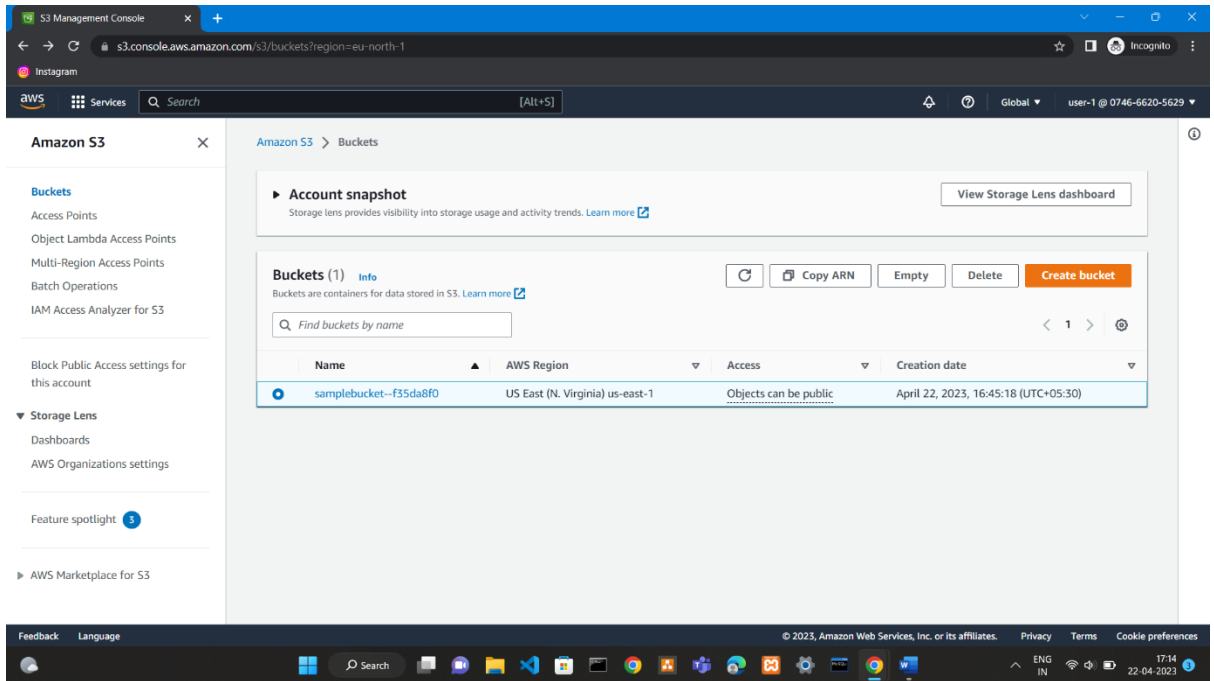 S3 Management Console
s3.console.aws.amazon.com/s3/buckets?region=eu-north-1
Incognito
Instagram
aws
Services
Search
[Alt+S]
Global
user-1 @ 0746-6620-5629
Amazon S3
Buckets
Access Points
Object Lambda Access Points
Multi-Region Access Points
Batch Operations
IAM Access Analyzer for S3
Block Public Access settings for
this account
Storage Lens
Dashboards
AWS Organizations settings
Feature spotlight 3
AWS Marketplace for S3
Amazon S3 > Buckets
Account snapshot
Storage lens provides visibility into storage usage and activity trends. Learn more
View Storage Lens dashboard
Buckets (1) Info
Buckets are containers for data stored in S3. Learn more
Copy ARN
Empty
Delete
Create bucket
Find buckets by name
< 1 >
Name AWS Region Access Creation date
samplebucket--f35da8f0 US East (N. Virginia) us-east-1 Objects can be public April 22, 2023, 16:45:18 (UTC+05:30)
Feedback Language © 2023, Amazon Web Services, Inc. or its affiliates. Privacy Terms Cookie preferences
Search
ENG
IN
17:14
22-04-2023
3